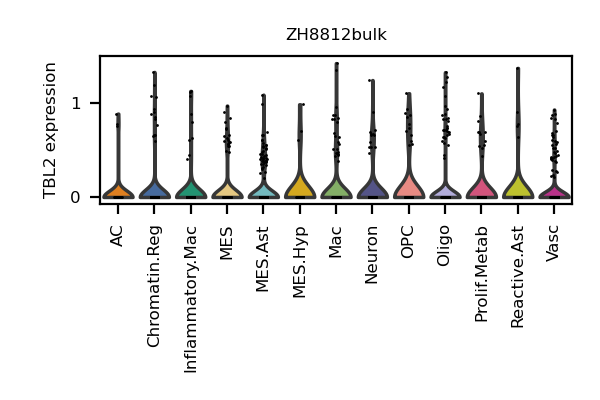 ZH8812bulk
TBL2 expression
1
0
AC
Chromatin.Reg
Inflammatory.Mac
MES
MES.Ast
MES.Hyp
Mac
Neuron
OPC
Oligo
Prolif.Metab
Reactive.Ast
Vasc